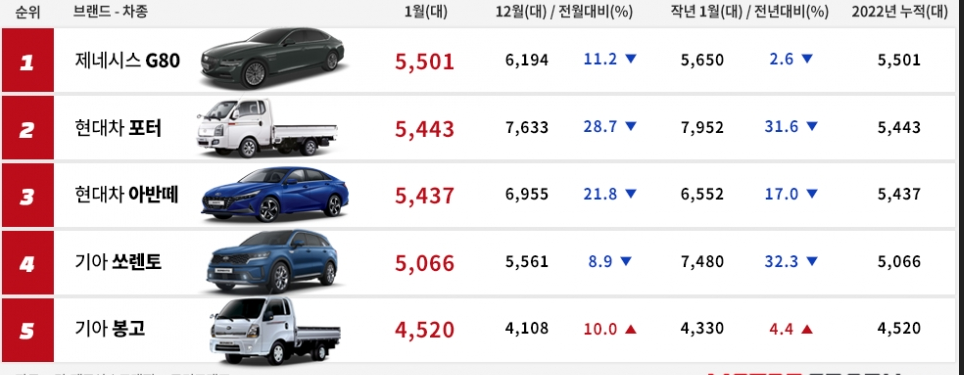 순위 브랜드 - 차종 1월(대) 12월(대) / 전월대비(%) 작년 1월(대) / 전년대비(%) 2022년 누적(대)
1 제네시스 G80 5,501 6,194 11.2 ▼ 5,650 2.6 ▼ 5,501
2 현대차 포터 5,443 7,633 28.7 ▼ 7,952 31.6 ▼ 5,443
3 현대차 아반떼 5,437 6,955 21.8 ▼ 6,552 17.0 ▼ 5,437
4 기아 쏘렌토 5,066 5,561 8.9 ▼ 7,480 32.3 ▼ 5,066
5 기아 봉고 4,520 4,108 10.0 ▲ 4,330 4.4 ▲ 4,520